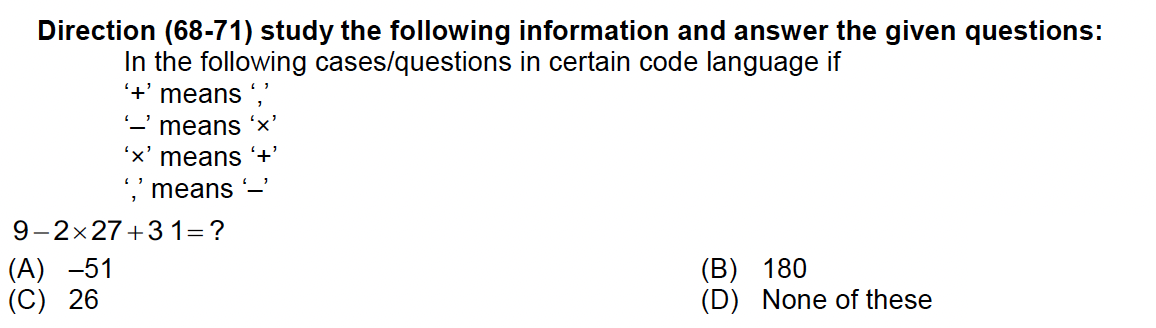 Direction (68-71) study the following information and answer the given questions:
In the following cases/questions in certain code language if
‘+’ means ‘,’
‘–’ means ‘×’
‘×’ means ‘+’
‘,’ means ‘–’
9−2×27+3 1=?
(A) –51 (B) 180
(C) 26 (D) None of these